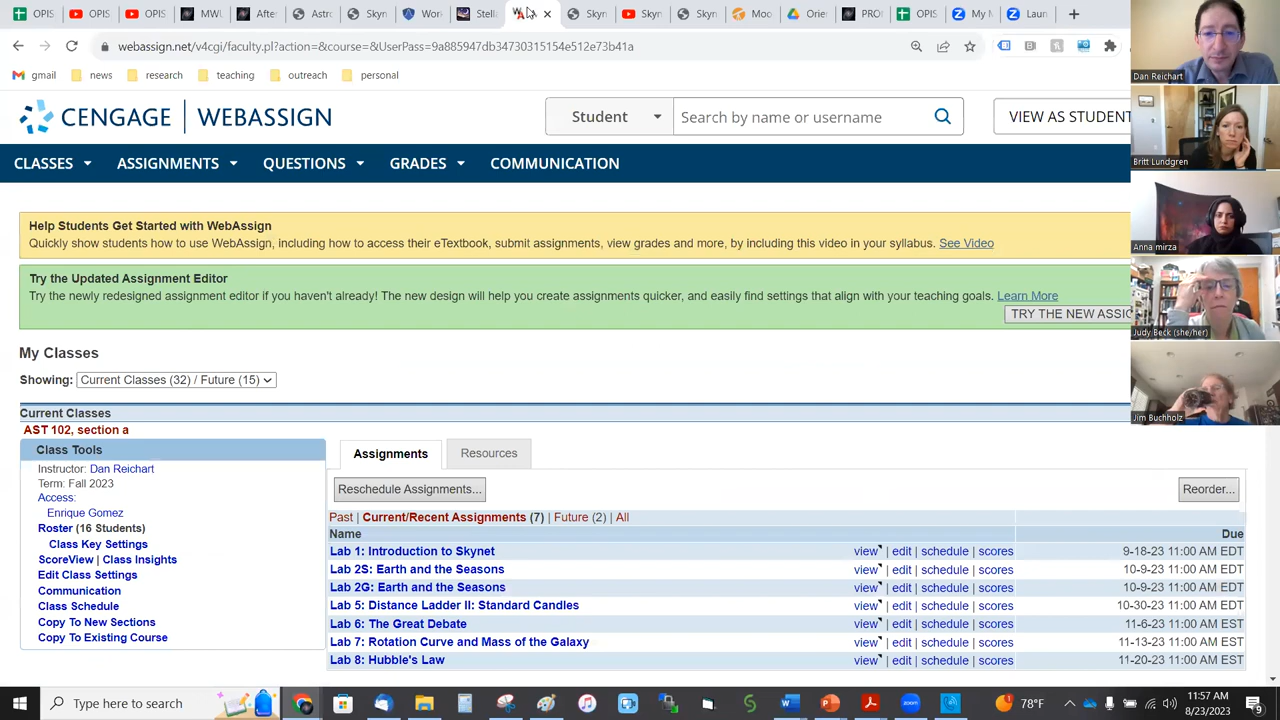 OPIS
OPIS
OPIS
MWL
After
Astro
Skyn
Wor
Stell
Skyn
Skyn
Skyn
Moo
Orie
PRO
OPIS
My N
Laun
webassign.net/v4cgi/faculty.pl?action=&course=&UserPass=9a885947db34730315154e512e73b41a
gmail news research teaching outreach personal
CENGAGE WEBASSIGN
Student
Search by name or username
VIEW AS STUDENT
CLASSES ASSIGNMENTS QUESTIONS GRADES COMMUNICATION
Help Students Get Started with WebAssign
Quickly show students how to use WebAssign, including how to access their eTextbook, submit assignments, view grades and more, by including this video in your syllabus. See Video
Try the Updated Assignment Editor
Try the newly redesigned assignment editor if you haven't already! The new design will help you create assignments quicker, and easily find settings that align with your teaching goals. Learn More
TRY THE NEW ASSIG
My Classes
Showing: Current Classes (32) / Future (15)
Current Classes
AST 102, section a
Class Tools
Instructor: Dan Reichart
Term: Fall 2023
Access:
Enrique Gomez
Roster (16 Students)
Class Key Settings
ScoreView | Class Insights
Edit Class Settings
Communication
Class Schedule
Copy To New Sections
Copy To Existing Course
Assignments Resources
Reschedule Assignments...
Reorder...
Past | Current/Recent Assignments (7) | Future (2) | All
Name Due
Lab 1: Introduction to Skynet view | edit | schedule | scores 9-18-23 11:00 AM EDT
Lab 2S: Earth and the Seasons view | edit | schedule | scores 10-9-23 11:00 AM EDT
Lab 2G: Earth and the Seasons view | edit | schedule | scores 10-9-23 11:00 AM EDT
Lab 5: Distance Ladder II: Standard Candles view | edit | schedule | scores 10-30-23 11:00 AM EDT
Lab 6: The Great Debate view | edit | schedule | scores 11-6-23 11:00 AM EST
Lab 7: Rotation Curve and Mass of the Galaxy view | edit | schedule | scores 11-13-23 11:00 AM EST
Lab 8: Hubble's Law view | edit | schedule | scores 11-20-23 11:00 AM EST
Dan Reichart
Britt Lundgren
Anna mirza
Judy Beck (she/her)
Jim Buchholz
Type here to search
zoom
78°F
11:57 AM
8/23/2023
9